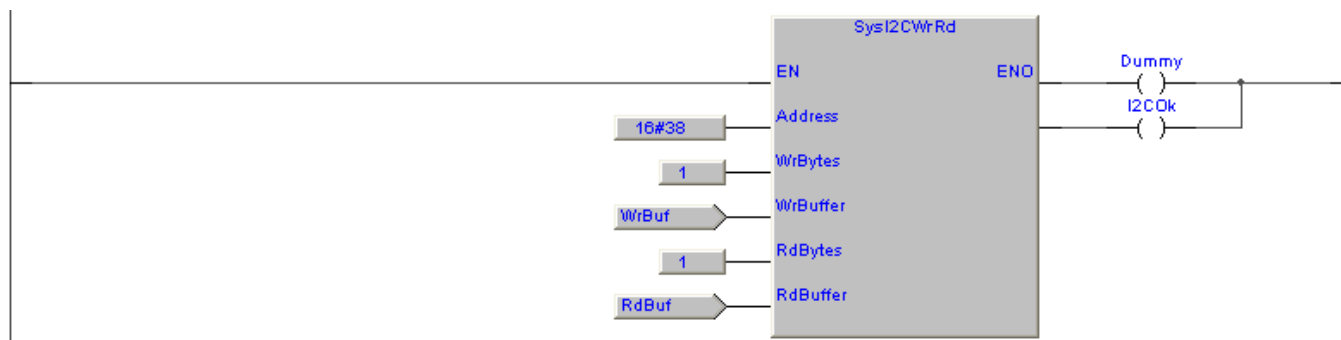 SysI2CWrRd
EN ENO Dummy
16#38 Address I2COk
1 WrBytes
WrBuf WrBuffer
1 RdBytes
RdBuf RdBuffer